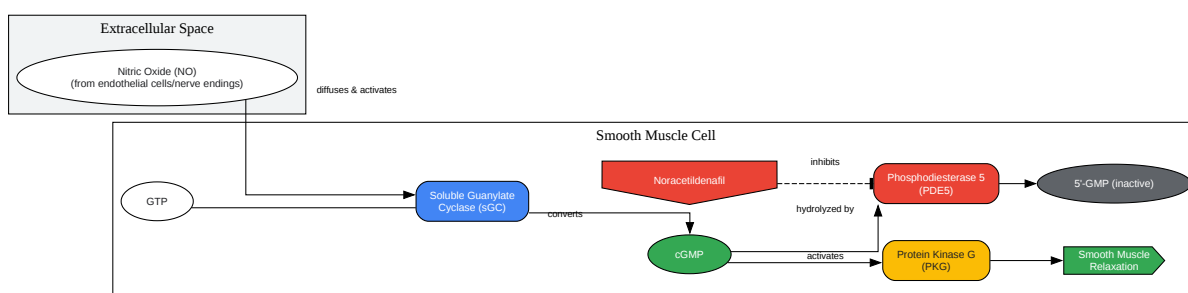 Extracellular Space
Nitric Oxide (NO)
(from endothelial cells/nerve endings)
diffuses & activates
Smooth Muscle Cell
GTP
Soluble Guanylate
Cyclase (sGC)
converts
Noracetildenafil
inhibits
Phosphodiesterase 5
(PDE5)
5'-GMP (inactive)
hydrolyzed by
cGMP
activates
Protein Kinase G
(PKG)
Smooth Muscle
Relaxation